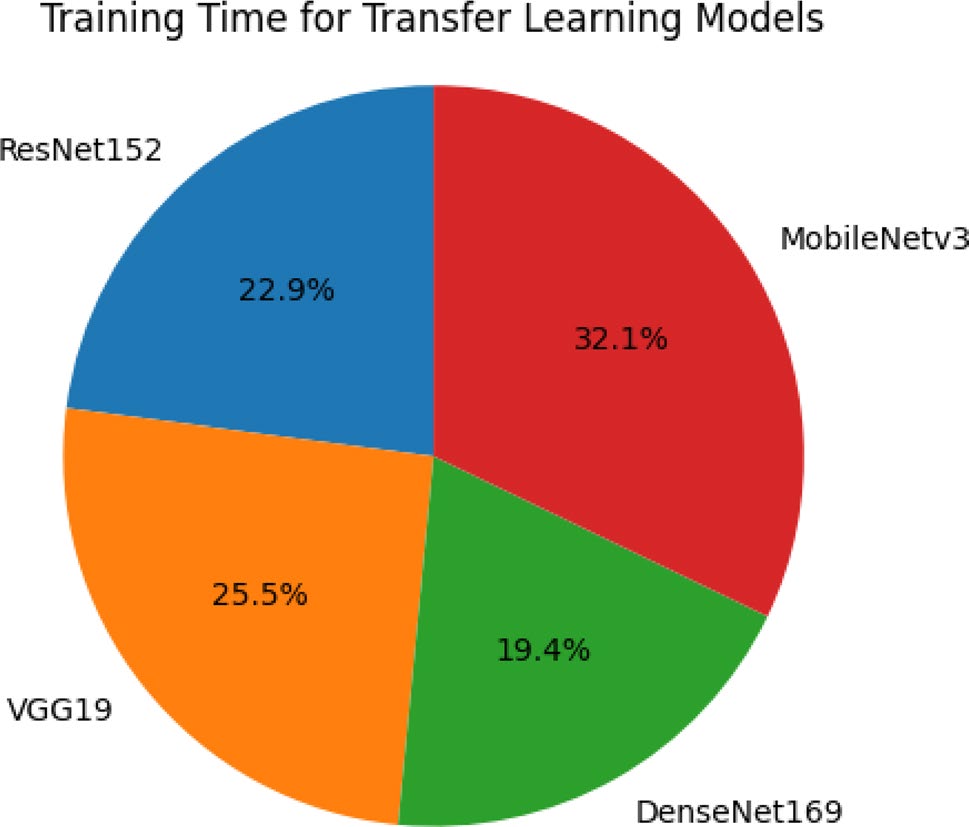 Training Time for Transfer Learning Models
ResNet152
MobileNetv3
22.9%
32.1%
25.5%
19.4%
VGG19
DenseNet169